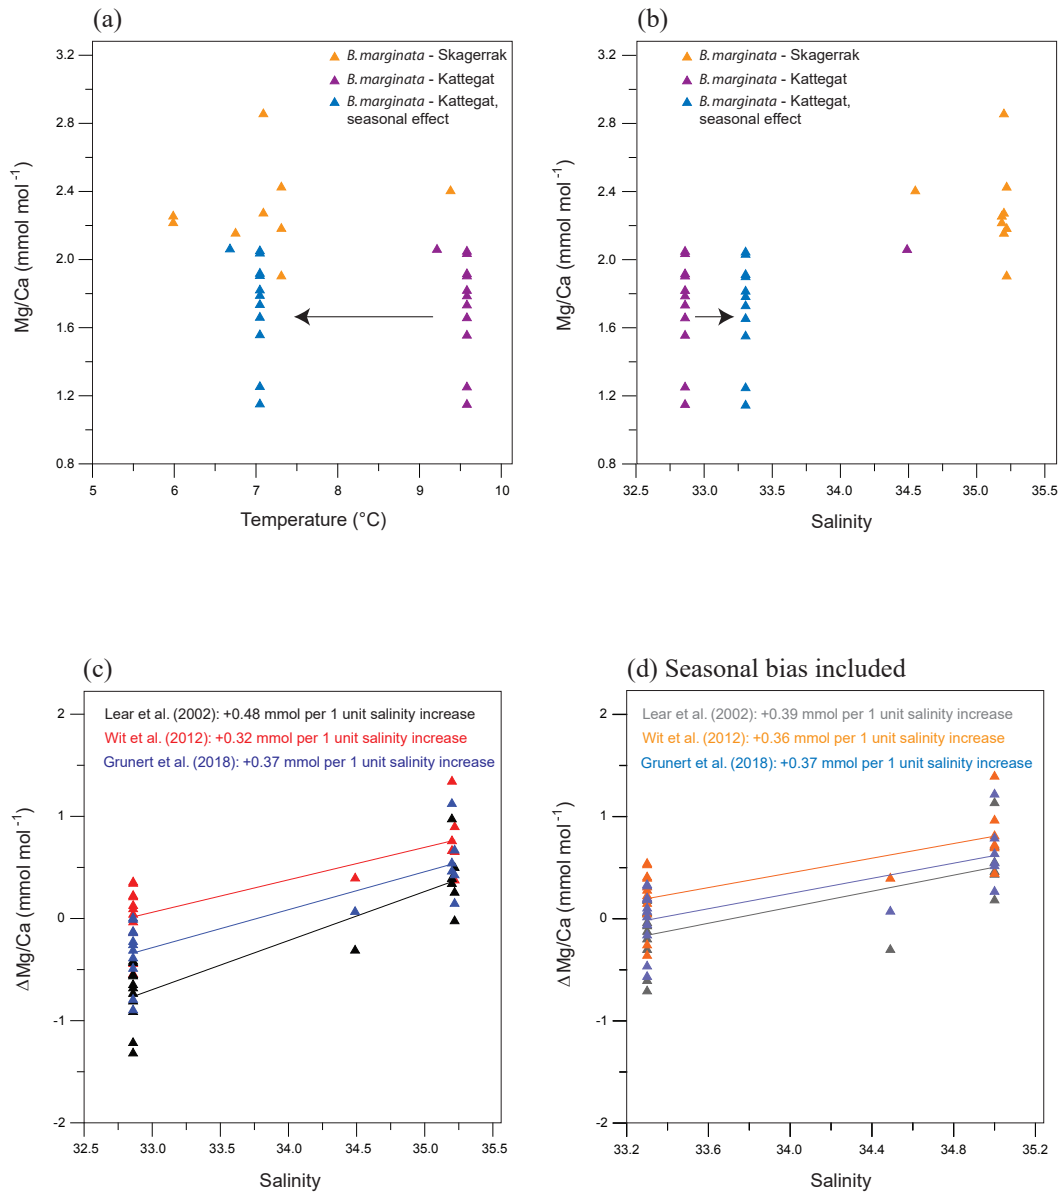 (a)
B. marginata - Skagerrak
B. marginata - Kattegat
B. marginata - Kattegat,
seasonal effect
Mg/Ca (mmol mol⁻¹)
3.2
2.8
2.4
2.0
1.6
1.2
0.8
5 6 7 8 9 10
Temperature (°C)
(b)
B. marginata - Skagerrak
B. marginata - Kattegat
B. marginata - Kattegat,
seasonal effect
Mg/Ca (mmol mol⁻¹)
3.2
2.8
2.4
2.0
1.6
1.2
0.8
32.5 33.0 33.5 34.0 34.5 35.0 35.5
Salinity
(c)
Lear et al. (2002): +0.48 mmol per 1 unit salinity increase
Wit et al. (2012): +0.32 mmol per 1 unit salinity increase
Grunert et al. (2018): +0.37 mmol per 1 unit salinity increase
ΔMg/Ca (mmol mol⁻¹)
2
1
0
-1
-2
32.5 33.0 33.5 34.0 34.5 35.0 35.5
Salinity
(d) Seasonal bias included
Lear et al. (2002): +0.39 mmol per 1 unit salinity increase
Wit et al. (2012): +0.36 mmol per 1 unit salinity increase
Grunert et al. (2018): +0.37 mmol per 1 unit salinity increase
ΔMg/Ca (mmol mol⁻¹)
2
1
0
-1
-2
33.2 33.6 34.0 34.4 34.8 35.2
Salinity